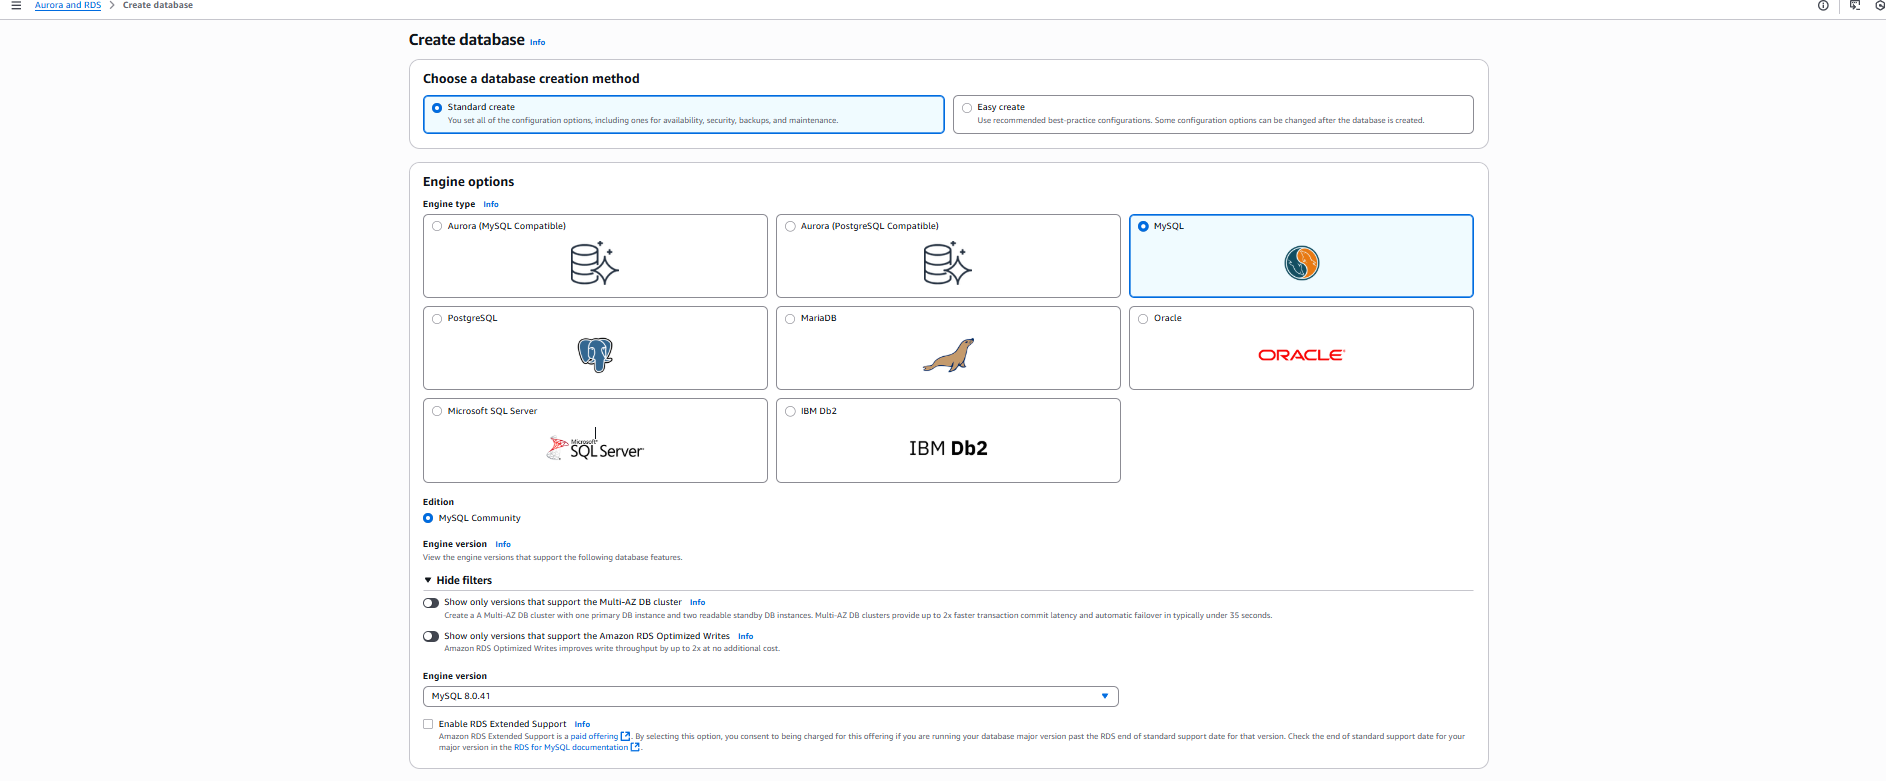 Aurora and RDS > Create database
Create database Info
Choose a database creation method
Standard create
You set all of the configuration options, including ones for availability, security, backups, and maintenance.
Easy create
Use recommended best-practice configurations. Some configuration options can be changed after the database is created.
Engine options
Engine type Info
Aurora (MySQL Compatible)
Aurora (PostgreSQL Compatible)
MySQL
PostgreSQL
MariaDB
Oracle
ORACLE
Microsoft SQL Server
Microsoft
SQL Server
IBM Db2
IBM Db2
Edition
MySQL Community
Engine version Info
View the engine versions that support the following database features.
Hide filters
Show only versions that support the Multi-AZ DB cluster Info
Create a A Multi-AZ DB cluster with one primary DB instance and two readable standby DB instances. Multi-AZ DB clusters provide up to 2x faster transaction commit latency and automatic failover in typically under 35 seconds.
Show only versions that support the Amazon RDS Optimized Writes Info
Amazon RDS Optimized Writes improves write throughput by up to 2x at no additional cost.
Engine version
MySQL 8.0.41
Enable RDS Extended Support Info
Amazon RDS Extended Support is a paid offering. By selecting this option, you consent to being charged for this offering if you are running your database major version past the RDS end of standard support date for that version. Check the end of standard support date for your
major version in the RDS for MySQL documentation.